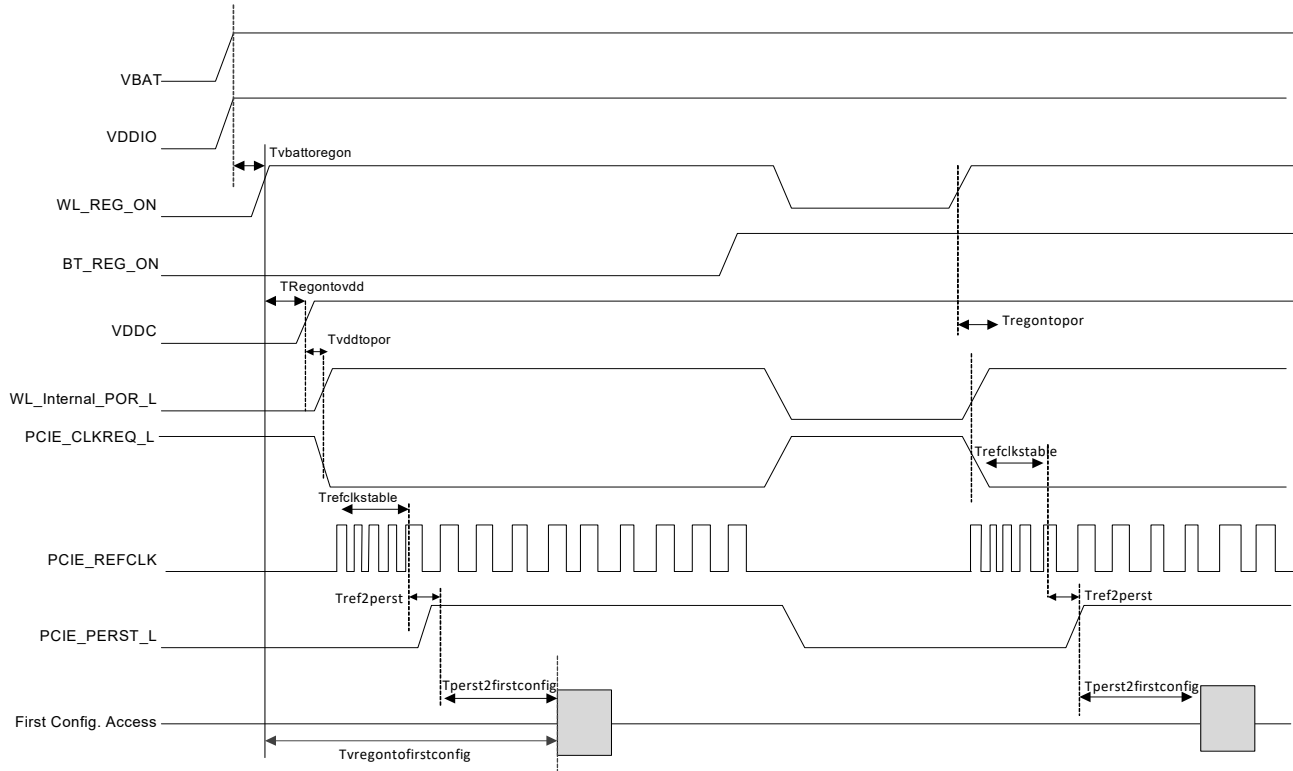 VBAT
VDDIO
Tvbattoregon
WL_REG_ON
BT_REG_ON
TRegontovdd
VDDC
Tregontopor
Tvddtopor
WL_Internal_POR_L
PCIE_CLKREQ_L
Trefclkstable
Trefclkstable
PCIE_REFCLK
Tref2perst
Tref2perst
PCIE_PERST_L
Tperst2firstconfig
Tperst2firstconfig
First Config. Access
Tvregontofirstconfig